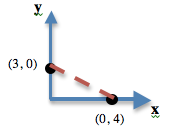 y
(3, 0)
x
(0, 4)